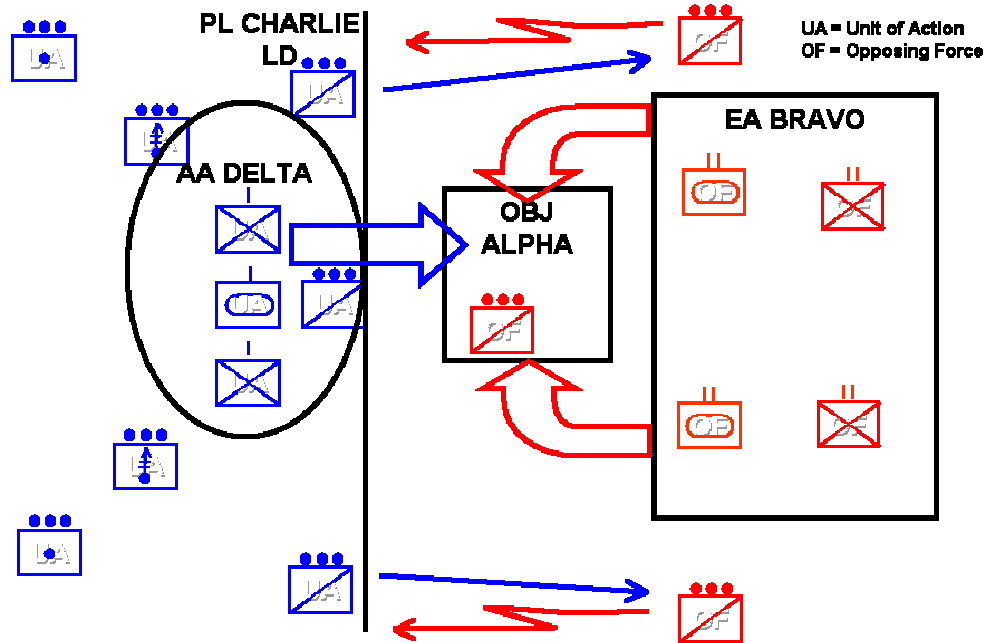 PL CHARLIE
LD
UA = Unit of Action
OF = Opposing Force
UA
OF
UA
UA
AA DELTA
EA BRAVO
OF
OF
UA
OBJ
ALPHA
UA
UA
OF
UA
OF
OF
UA
UA
UA
OF